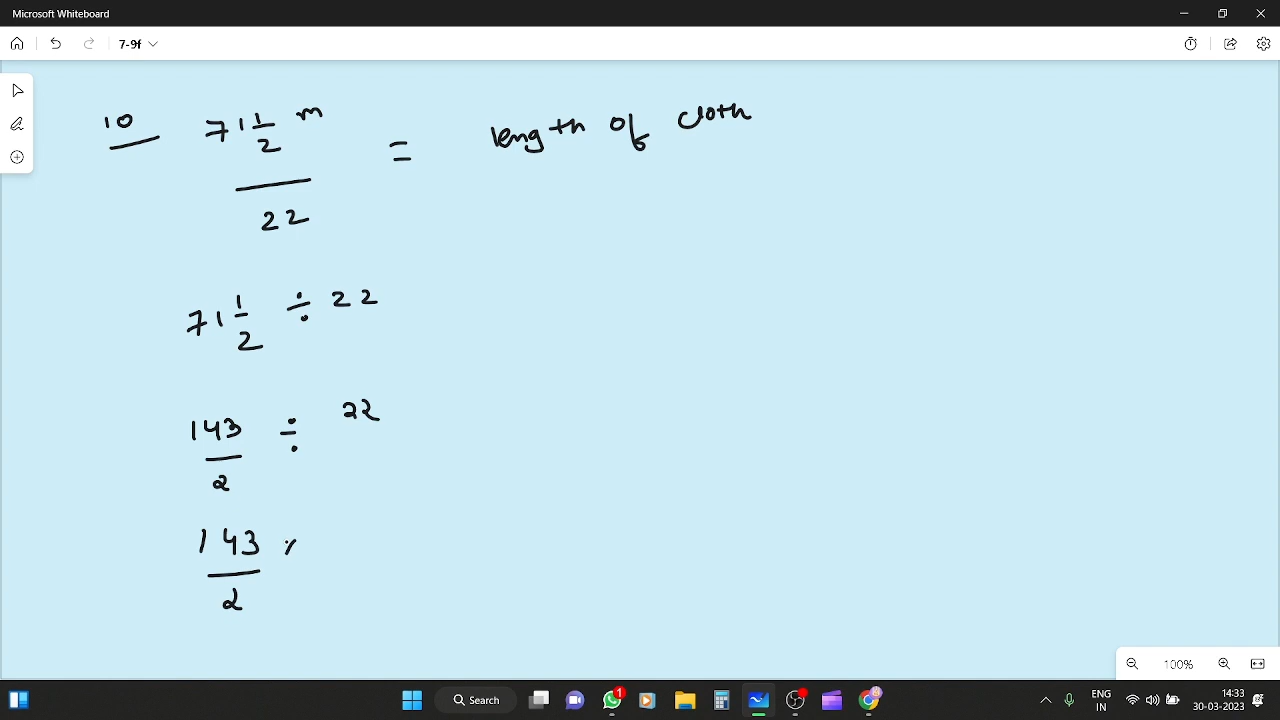 Microsoft Whiteboard
7-9f
10 71 1/2 m = length of cloth
22
71 1/2 ÷ 22
143/2 ÷ 22
143/2
100%
Search
1
ENG
IN
14:33
30-03-2023